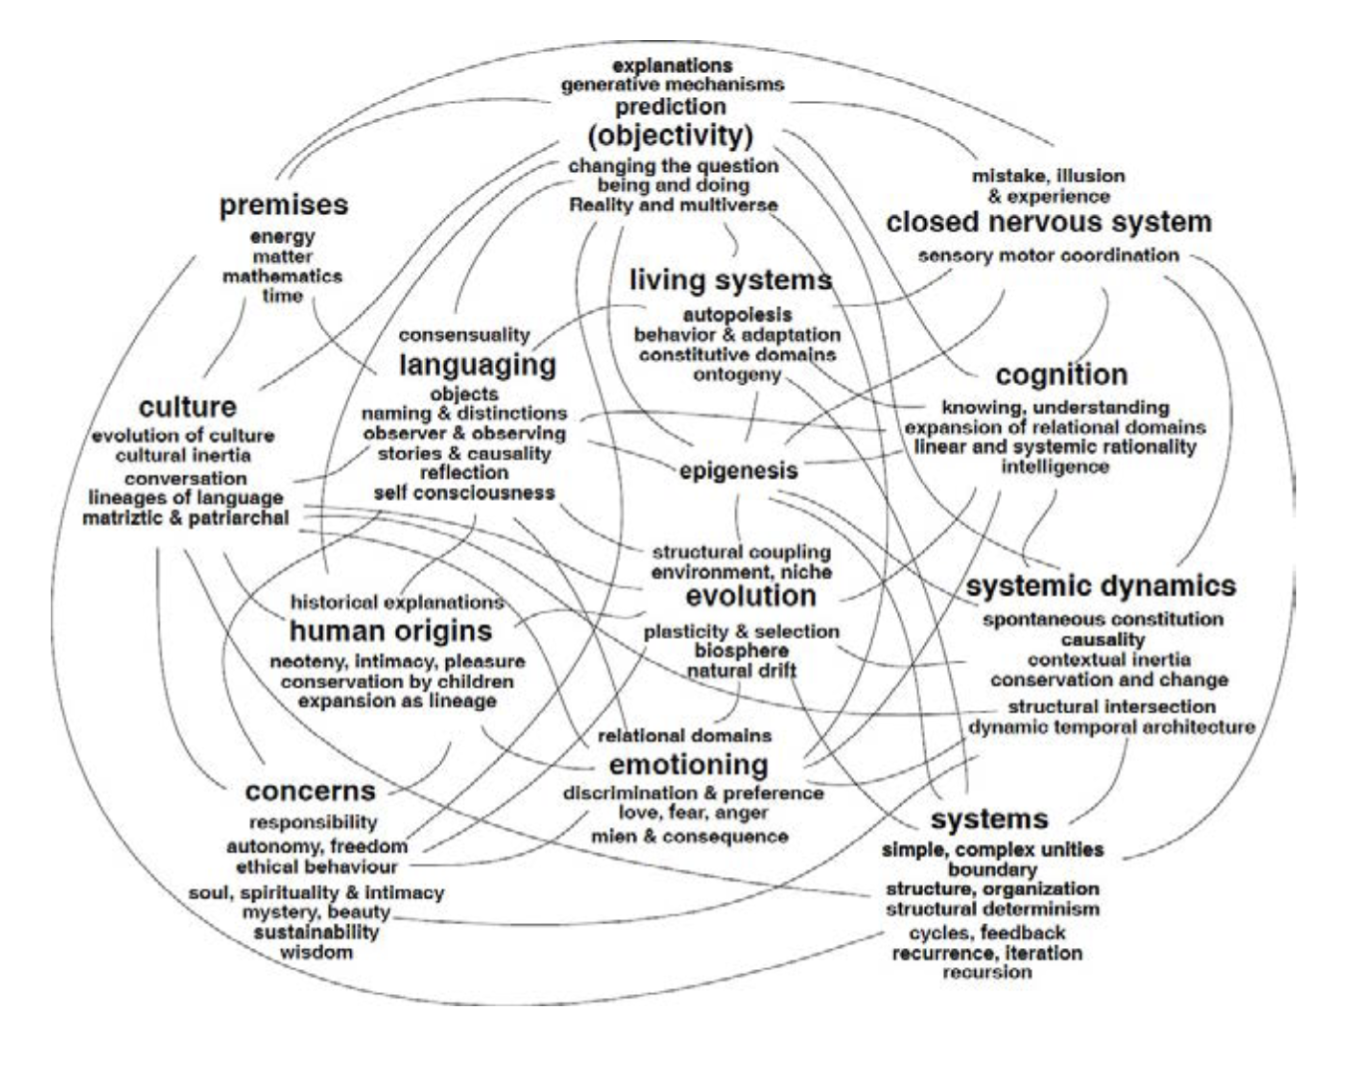 explanations
generative mechanisms
prediction
(objectivity)
changing the question
being and doing
Reality and multiverse
premises
energy
matter
mathematics
time
mistake, illusion
& experience
closed nervous system
sensory motor coordination
living systems
autopoiesis
behavior & adaptation
constitutive domains
ontogeny
consensuality
languaging
objects
naming & distinctions
observer & observing
stories & causality
reflection
self consciousness
cognition
knowing, understanding
expansion of relational domains
linear and systemic rationality
intelligence
culture
evolution of culture
cultural inertia
conversation
lineages of language
matriztic & patriarchal
epigenesis
structural coupling
environment, niche
evolution
plasticity & selection
biosphere
natural drift
systemic dynamics
spontaneous constitution
causality
contextual inertia
conservation and change
structural intersection
dynamic temporal architecture
historical explanations
human origins
neoteny, intimacy, pleasure
conservation by children
expansion as lineage
relational domains
emotioning
discrimination & preference
love, fear, anger
mien & consequence
concerns
responsibility
autonomy, freedom
ethical behaviour
soul, spirituality & intimacy
mystery, beauty
sustainability
wisdom
systems
simple, complex unities
boundary
structure, organization
structural determinism
cycles, feedback
recurrence, iteration
recursion